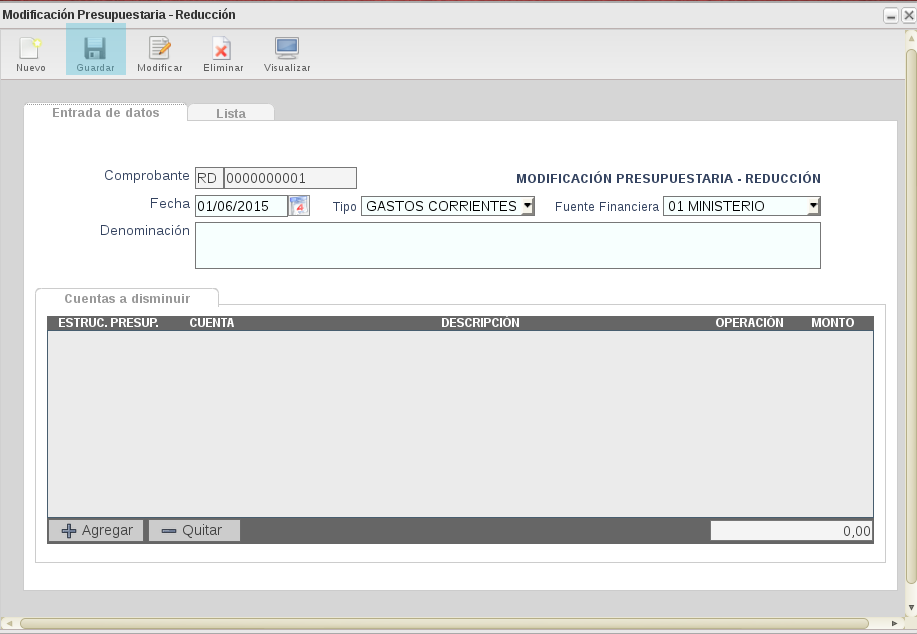 Modificación Presupuestaria - Reducción
Nuevo Guardar Modificar Eliminar Visualizar
Entrada de datos Lista
Comprobante RD 0000000001 MODIFICACIÓN PRESUPUESTARIA - REDUCCIÓN
Fecha 01/06/2015 Tipo GASTOS CORRIENTES Fuente Financiera 01 MINISTERIO
Denominación
Cuentas a disminuir
ESTRUC. PRESUP. CUENTA DESCRIPCIÓN OPERACIÓN MONTO
Agregar Quitar 0,00